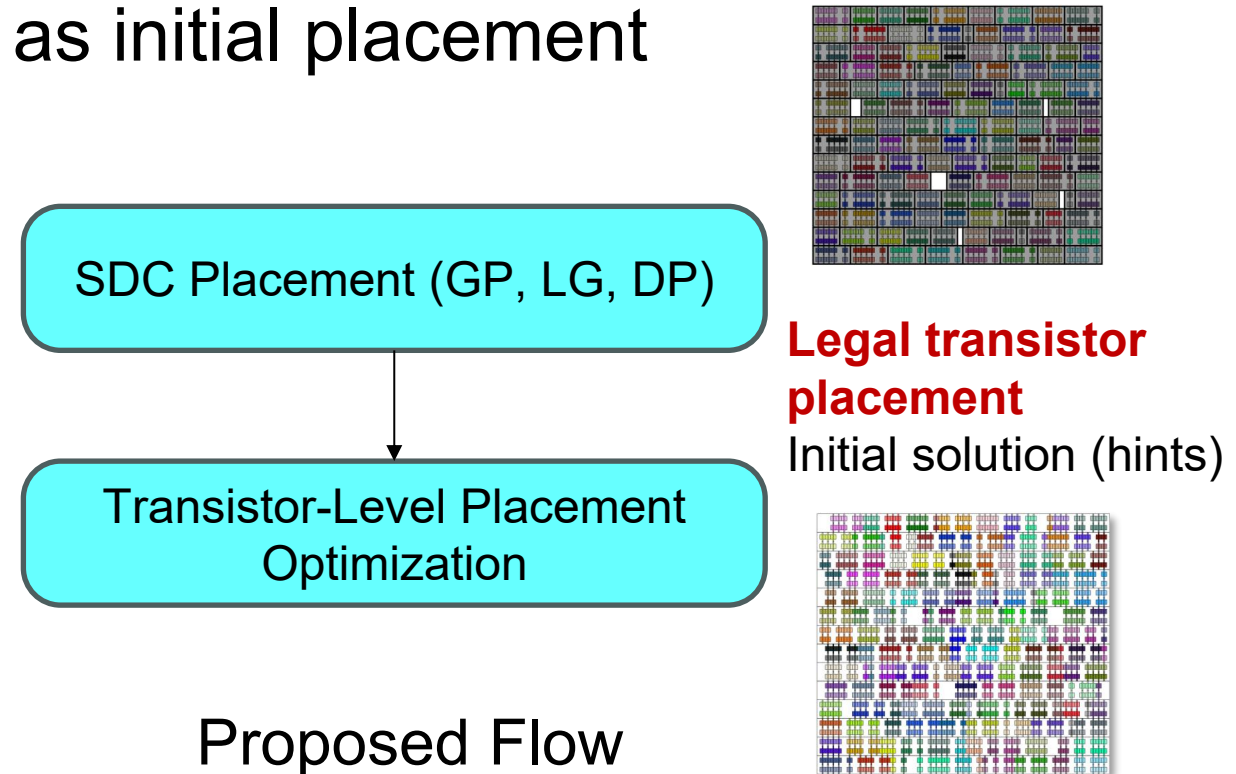 as initial placement
SDC Placement (GP, LG, DP)
Legal transistor
placement
Initial solution (hints)
Transistor-Level Placement
Optimization
Proposed Flow